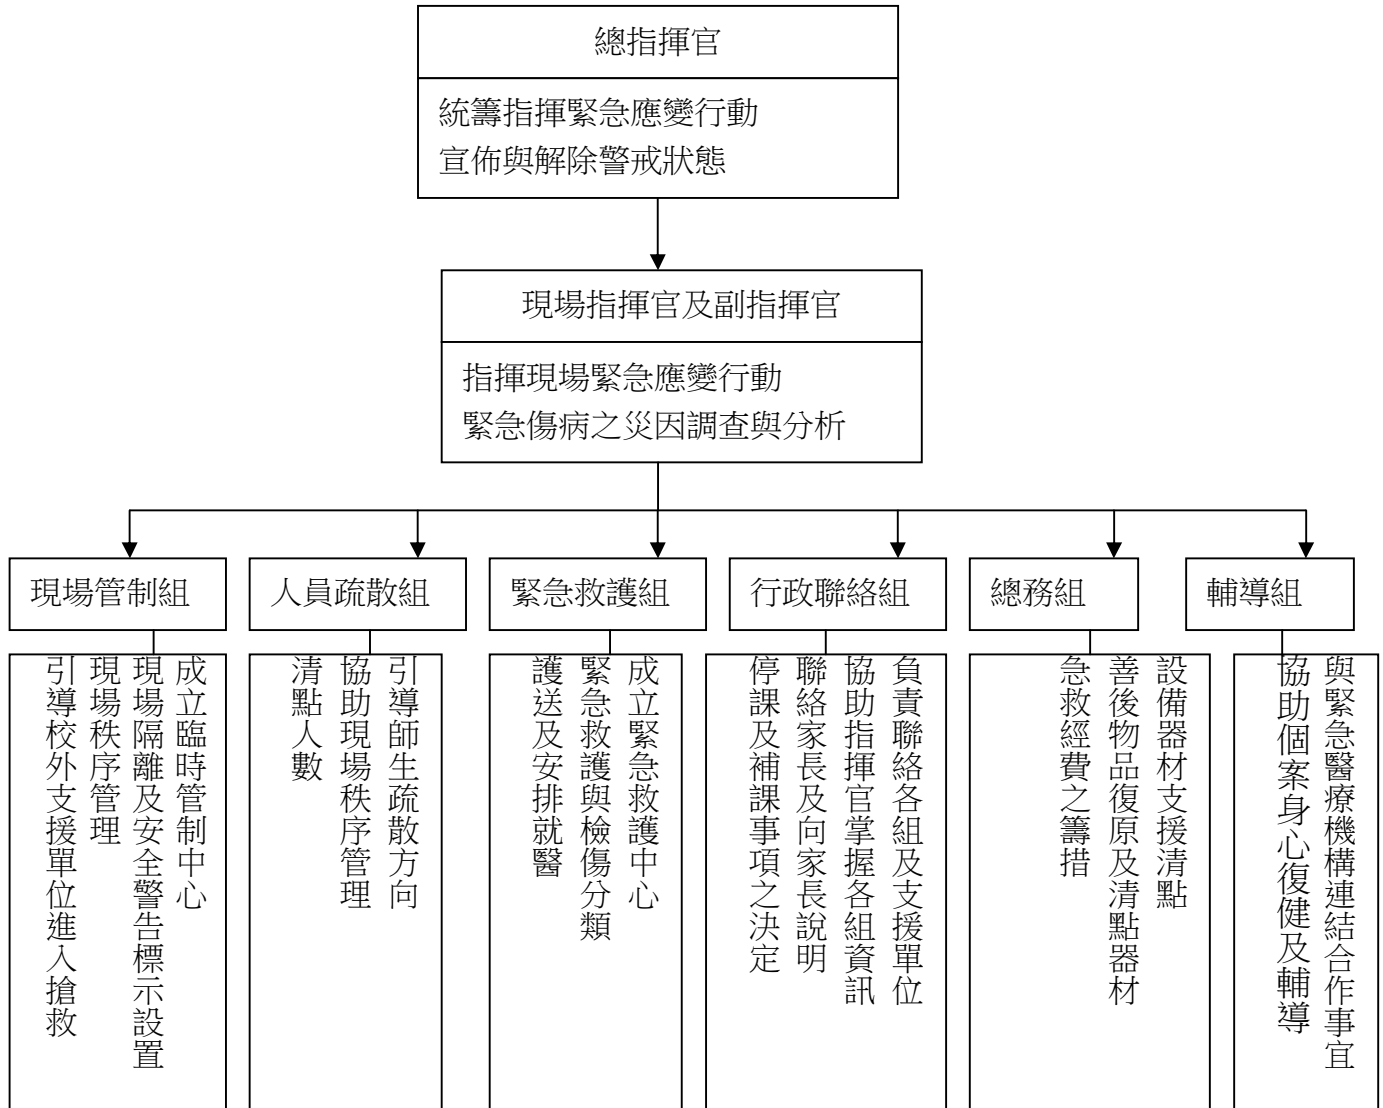 總指揮官
統籌指揮緊急應變行動
宣佈與解除警戒狀態
現場指揮官及副指揮官
指揮現場緊急應變行動
緊急傷病之災因調查與分析
現場管制組
人員疏散組
緊急救護組
行政聯絡組
總務組
輔導組
成立臨時管制中心
現場隔離及安全警告標示設置
現場秩序管理
引導校外支援單位進入搶救
引導師生疏散方向
協助現場秩序管理
清點人數
成立緊急救護中心
緊急救護與檢傷分類
護送及安排就醫
負責聯絡各組及支援單位
協助指揮官掌握各組資訊
聯絡家長及向家長說明
停課及補課事項之決定
設備器材支援清點
善後物品復原及清點器材
急救經費之籌措
與緊急醫療機構連結合作事宜
協助個案身心復健及輔導